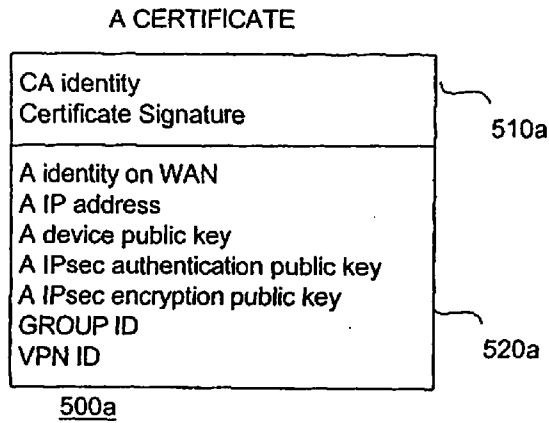 A CERTIFICATE
CA identity
Certificate Signature
510a
A identity on WAN
A IP address
A device public key
A IPsec authentication public key
A IPsec encryption public key
GROUP ID
VPN ID
520a
500a